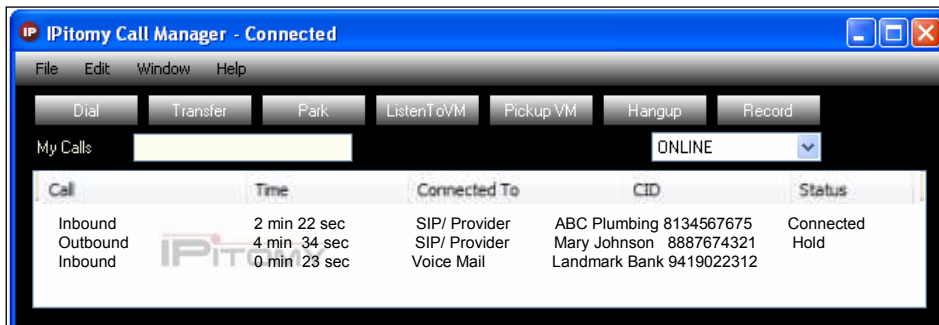 IP IPitomy Call Manager - Connected
File Edit Window Help
Dial Transfer Park ListenToVM Pickup VM Hangup Record
My Calls ONLINE
Call Time Connected To CID Status
Inbound 2 min 22 sec SIP/ Provider ABC Plumbing 8134567675 Connected
Outbound 4 min 34 sec SIP/ Provider Mary Johnson 8887674321 Hold
Inbound 0 min 23 sec Voice Mail Landmark Bank 9419022312
IPITOMY